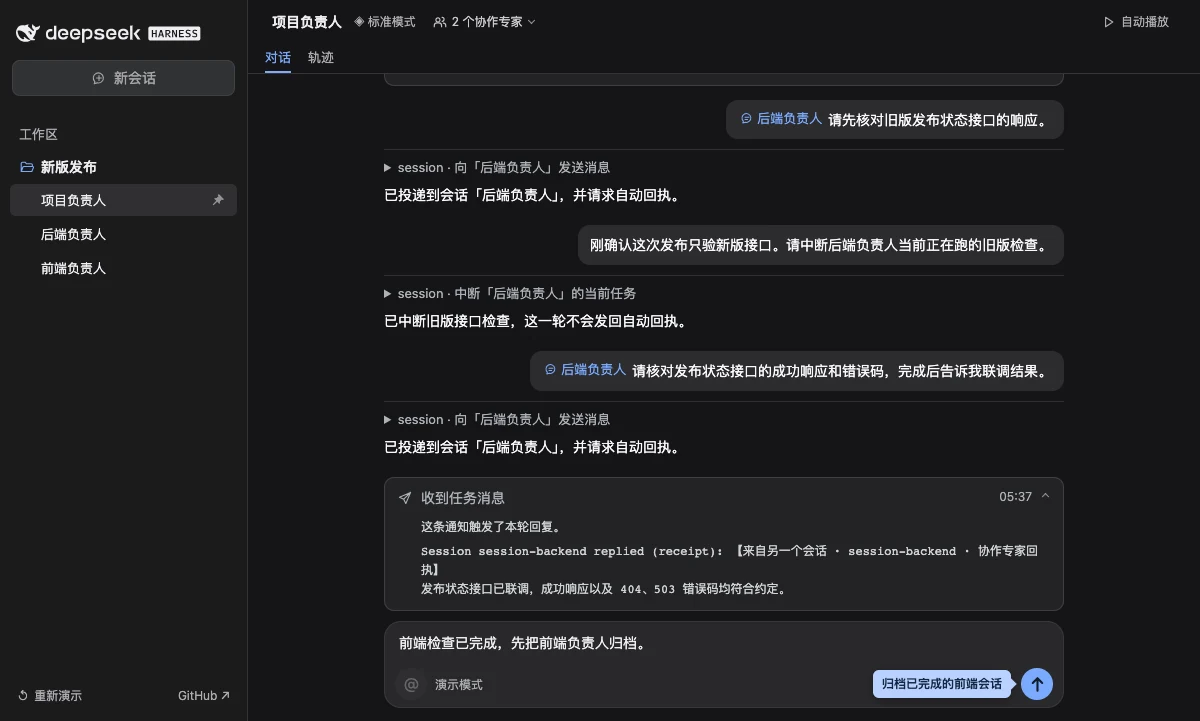 deepseek HARNESS
新会话
工作区
新版发布
项目负责人
后端负责人
前端负责人
重新演示
GitHub ↗
项目负责人 标准模式 2 个协作专家
自动播放
对话 轨迹
后端负责人 请先核对旧版发布状态接口的响应。
session · 向「后端负责人」发送消息
已投递到会话「后端负责人」，并请求自动回执。
刚确认这次发布只验新版接口。请中断后端负责人当前正在跑的旧版检查。
session · 中断「后端负责人」的当前任务
已中断旧版接口检查，这一轮不会发回自动回执。
后端负责人 请核对发布状态接口的成功响应和错误码，完成后告诉我联调结果。
session · 向「后端负责人」发送消息
已投递到会话「后端负责人」，并请求自动回执。
收到任务消息 05:37
这条通知触发了本轮回复。
Session session-backend replied (receipt): 【来自另一个会话 · session-backend · 协作专家回
执】
发布状态接口已联调，成功响应以及 404、503 错误码均符合约定。
前端检查已完成，先把前端负责人归档。
@ 演示模式
归档已完成的前端会话